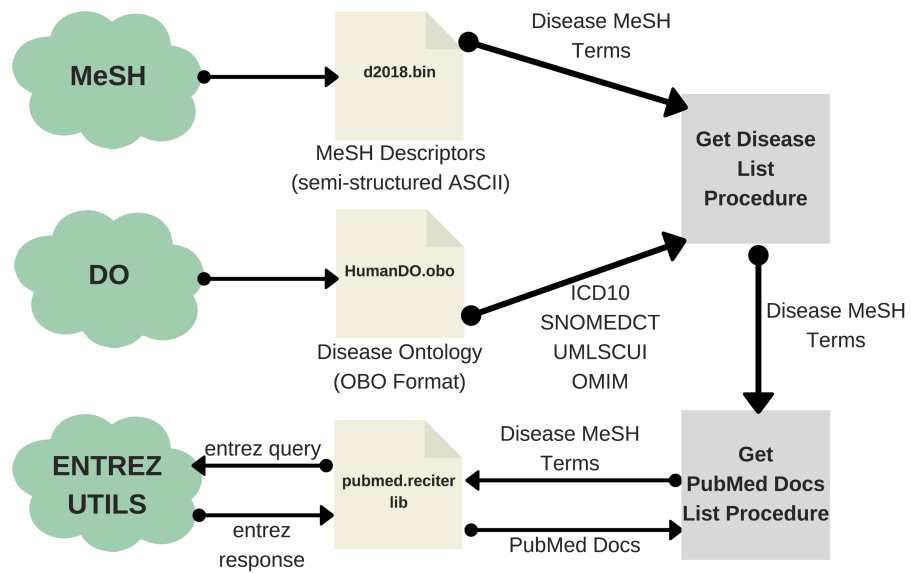 MeSH
d2018.bin
Disease MeSH
Terms
MeSH Descriptors
(semi-structured ASCII)
Get Disease
List
Procedure
DO
HumanDO.obo
ICD10
SNOMEDCT
UMLSCUI
OMIM
Disease Ontology
(OBO Format)
Disease MeSH
Terms
ENTREZ
UTILS
entrez query
entrez
response
pubmed.reciter
lib
Disease MeSH
Terms
PubMed Docs
Get
PubMed Docs
List Procedure